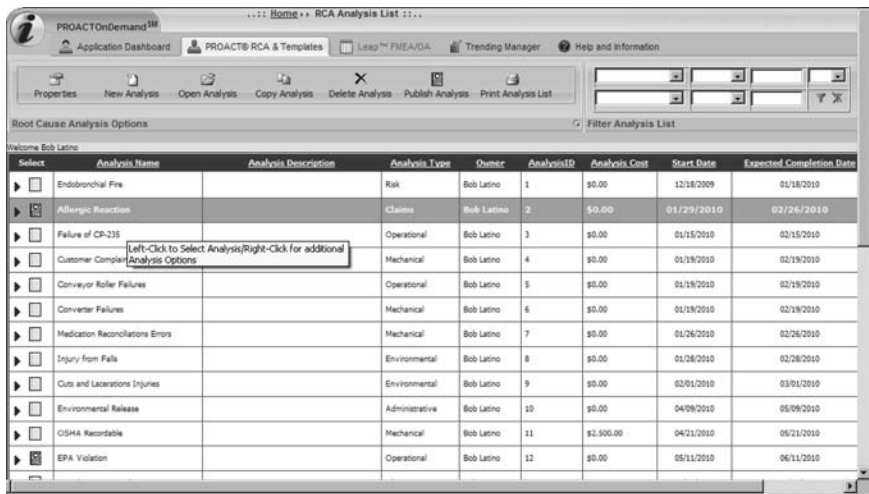 ..:: Home ›› RCA Analysis List ::..
PROACTOnDemand SM
Application Dashboard PROACT® RCA & Templates Leap™ FMEA/OA Trending Manager Help and Information
Properties New Analysis Open Analysis Copy Analysis Delete Analysis Publish Analysis Print Analysis List
Root Cause Analysis Options Filter Analysis List
Welcome Bob Latino
Select Analysis Name Analysis Description Analysis Type Owner AnalysisID Analysis Cost Start Date Expected Completion Date
Endobronchial Fire Risk Bob Latino 1 $0.00 12/18/2009 01/18/2010
Allergic Reaction Claims Bob Latino 2 $0.00 01/29/2010 02/26/2010
Failure of CP-235 Operational Bob Latino 3 $0.00 01/15/2010 02/15/2010
Left-Click to Select Analysis/Right-Click for additional
Analysis Options
Customer Complain Mechanical Bob Latino 4 $0.00 01/19/2010 02/19/2010
Conveyor Roller Failures Operational Bob Latino 5 $0.00 01/19/2010 02/19/2010
Converter Failures Mechanical Bob Latino 6 $0.00 01/19/2010 02/19/2010
Medication Reconciliations Errors Mechanical Bob Latino 7 $0.00 01/26/2010 02/26/2010
Injury from Falls Environmental Bob Latino 8 $0.00 01/28/2010 02/28/2010
Cuts and Lacerations Injuries Environmental Bob Latino 9 $0.00 02/01/2010 03/01/2010
Environmental Release Administrative Bob Latino 10 $0.00 04/09/2010 05/09/2010
OSHA Recordable Mechanical Bob Latino 11 $2,500.00 04/21/2010 05/21/2010
EPA Violation Operational Bob Latino 12 $0.00 05/11/2010 06/11/2010